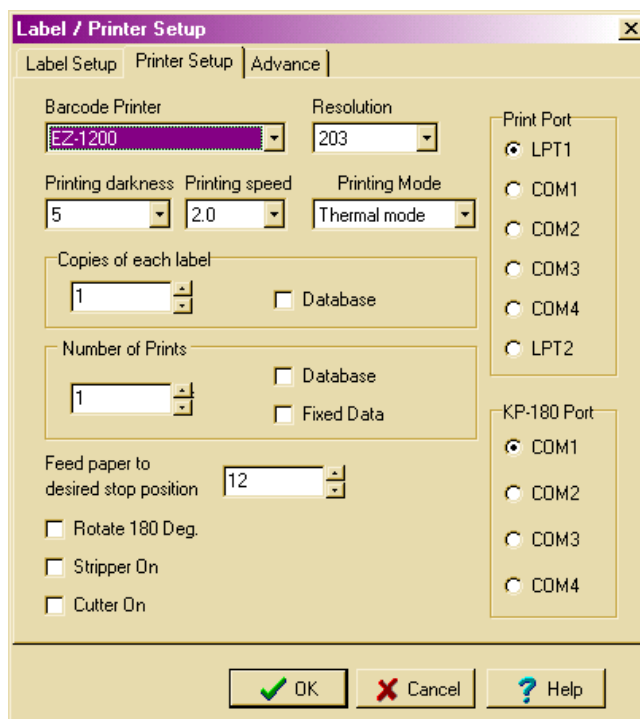 Label / Printer Setup
Label Setup Printer Setup Advance
Barcode Printer Resolution
EZ-1200 203
Printing darkness Printing speed Printing Mode
5 2.0 Thermal mode
Copies of each label
1 Database
Number of Prints
1 Database
Fixed Data
Feed paper to
desired stop position 12
Rotate 180 Deg.
Stripper On
Cutter On
Print Port
LPT1
COM1
COM2
COM3
COM4
LPT2
KP-180 Port
COM1
COM2
COM3
COM4
OK Cancel Help